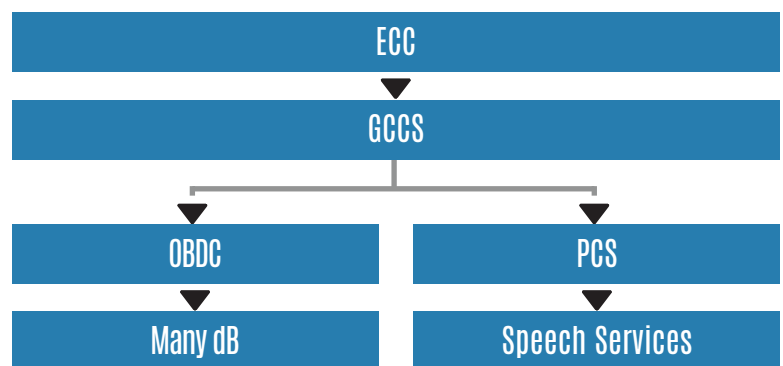 ECC
GCCS
OBDC
PCS
Many dB
Speech Services